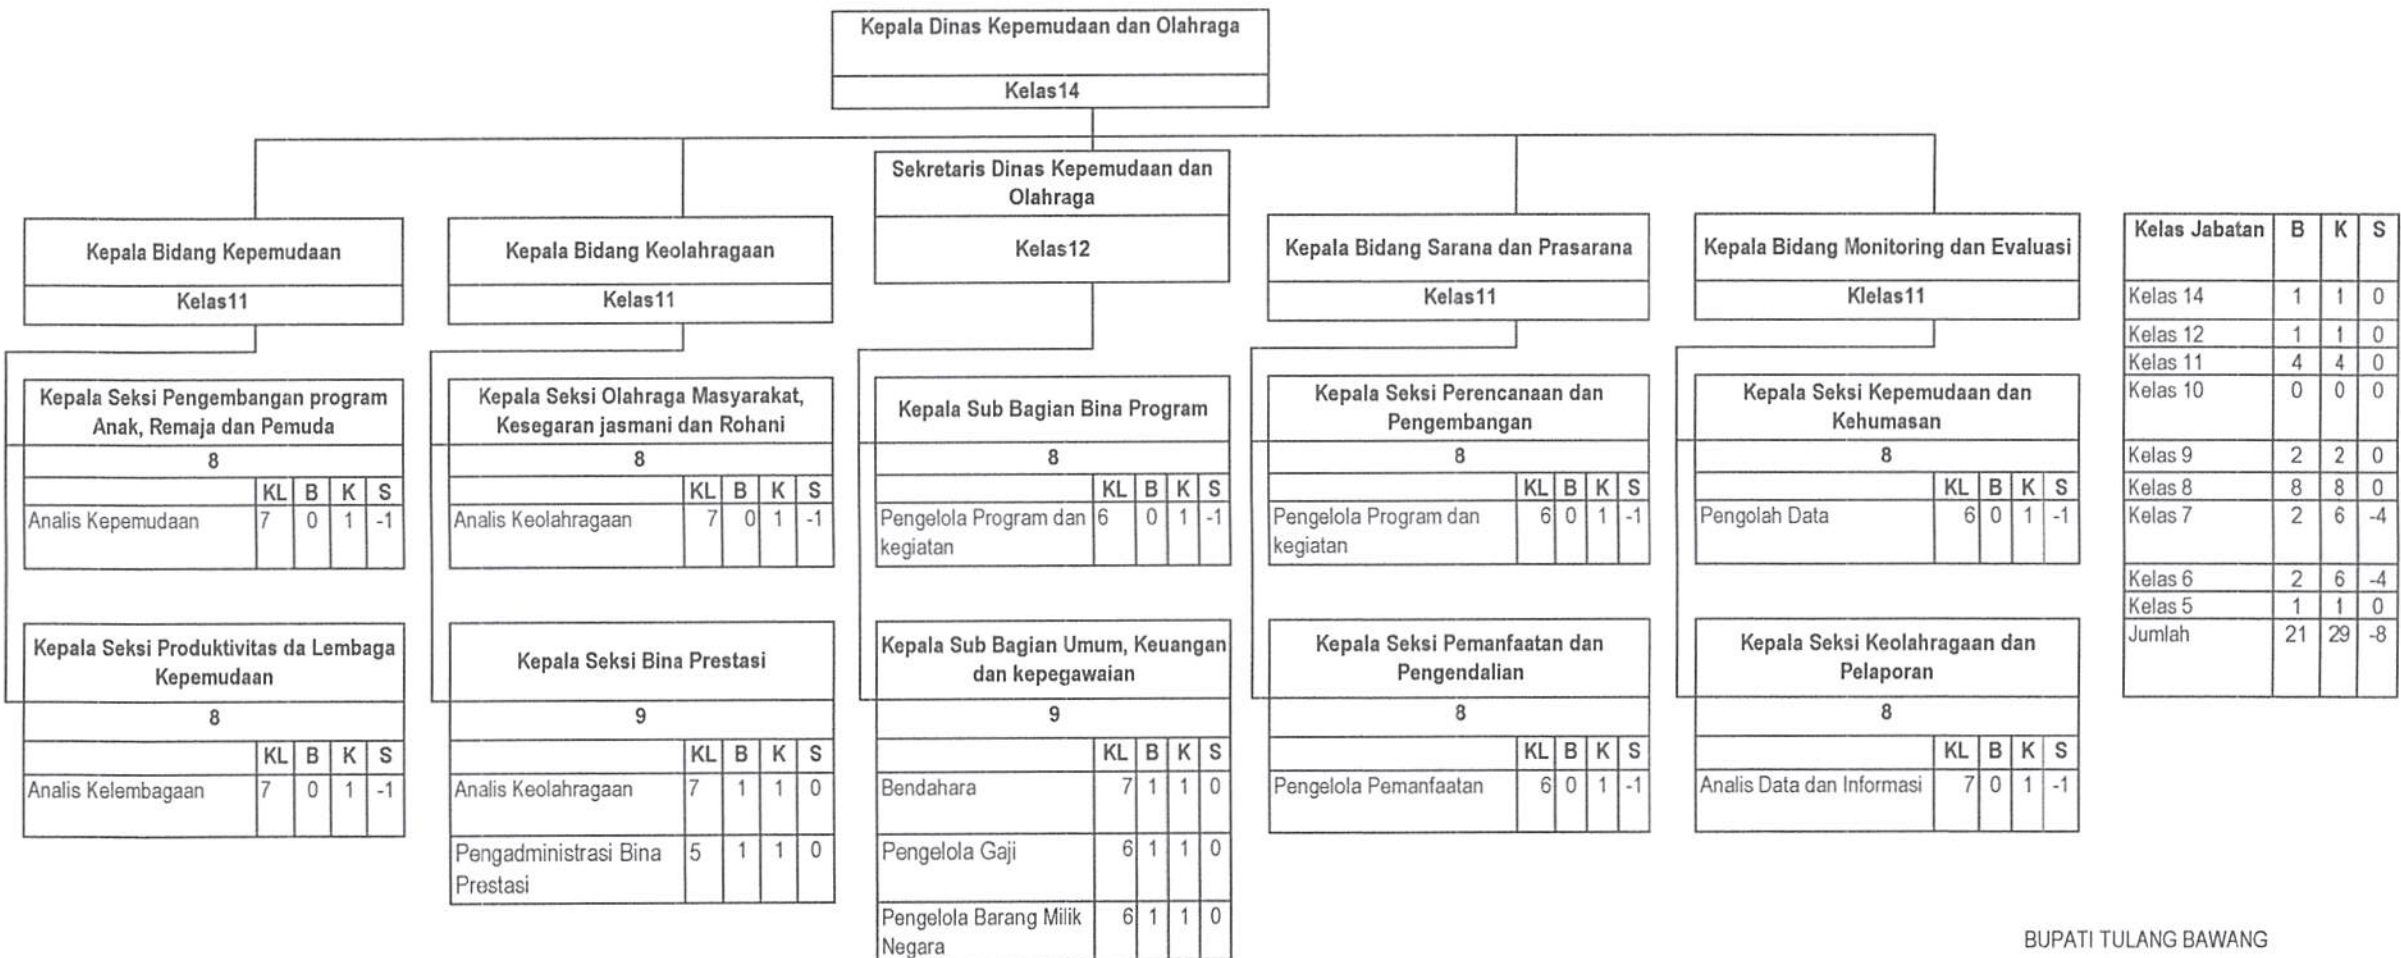 Kepala Dinas Kepemudaan dan Olahraga
Kelas14
Sekretaris Dinas Kepemudaan dan
Olahraga
Kelas12
Kepala Bidang Kepemudaan
Kelas11
Kepala Bidang Keolahragaan
Kelas11
Kepala Bidang Sarana dan Prasarana
Kelas11
Kepala Bidang Monitoring dan Evaluasi
Klelas11
Kepala Seksi Pengembangan program
Anak, Remaja dan Pemuda
8
KL B K S
Analis Kepemudaan 7 0 1 -1
Kepala Seksi Produktivitas da Lembaga
Kepemudaan
8
KL B K S
Analis Kelembagaan 7 0 1 -1
Kepala Seksi Olahraga Masyarakat,
Kesegaran jasmani dan Rohani
8
KL B K S
Analis Keolahragaan 7 0 1 -1
Kepala Seksi Bina Prestasi
9
KL B K S
Analis Keolahragaan 7 1 1 0
Pengadministrasi Bina 5 1 1 0
Prestasi
Kepala Sub Bagian Bina Program
8
KL B K S
Pengelola Program dan 6 0 1 -1
kegiatan
Kepala Sub Bagian Umum, Keuangan
dan kepegawaian
9
KL B K S
Bendahara 7 1 1 0
Pengelola Gaji 6 1 1 0
Pengelola Barang Milik 6 1 1 0
Negara
Kepala Seksi Perencanaan dan
Pengembangan
8
KL B K S
Pengelola Program dan 6 0 1 -1
kegiatan
Kepala Seksi Pemanfaatan dan
Pengendalian
8
KL B K S
Pengelola Pemanfaatan 6 0 1 -1
Kepala Seksi Kepemudaan dan
Kehumasan
8
KL B K S
Pengolah Data 6 0 1 -1
Kepala Seksi Keolahragaan dan
Pelaporan
8
KL B K S
Analis Data dan Informasi 7 0 1 -1
Kelas Jabatan B K S
Kelas 14 1 1 0
Kelas 12 1 1 0
Kelas 11 4 4 0
Kelas 10 0 0 0
Kelas 9 2 2 0
Kelas 8 8 8 0
Kelas 7 2 6 -4
Kelas 6 2 6 -4
Kelas 5 1 1 0
Jumlah 21 29 -8
BUPATI TULANG BAWANG